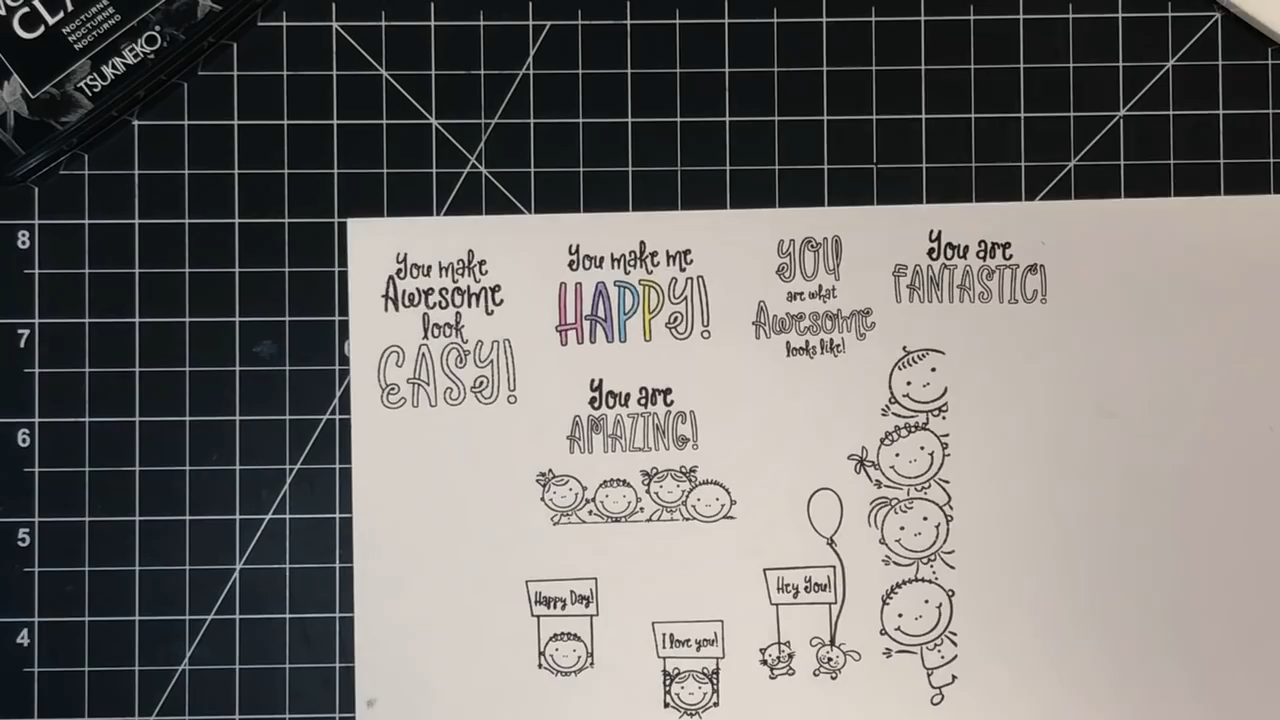 NOCTURNE
NOCTURNE
NOCTURNO
TSUKINEKO
8
7
6
5
4
You make
Awesome
look
EASY!
You make me
HAPPY!
YOU
are what
Awesome
looks like!
You are
FANTASTIC!
You are
AMAZING!
Happy Day!
I love you!
Hey You!